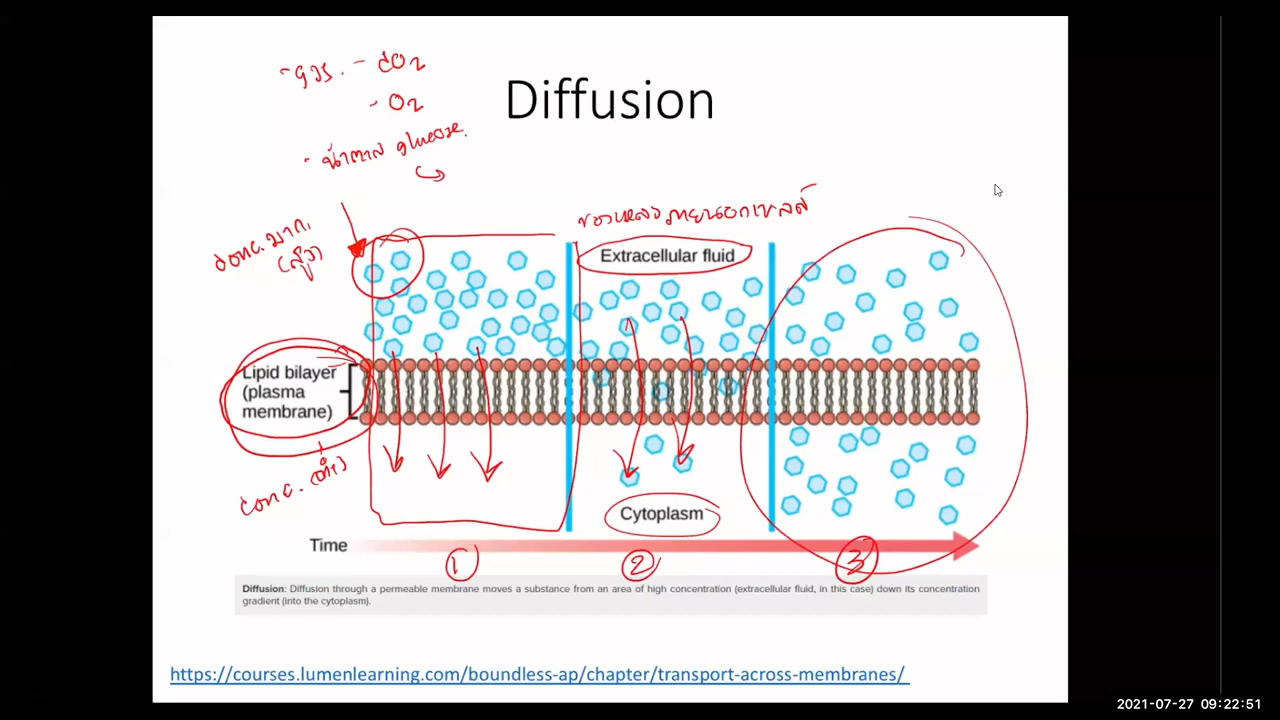 - CO2
- O2
Diffusion
น้ำตาล glucose
conc. มาก
(สูง)
ของเหลวภายนอกเซลล์
Extracellular fluid
Lipid bilayer
(plasma
membrane)
conc. (ต่ำ)
Cytoplasm
Time
1 2 3
Diffusion: Diffusion through a permeable membrane moves a substance from an area of high concentration (extracellular fluid, in this case) down its concentration
gradient (into the cytoplasm).
https://courses.lumenlearning.com/boundless-ap/chapter/transport-across-membranes/
2021-07-27 09:22:51